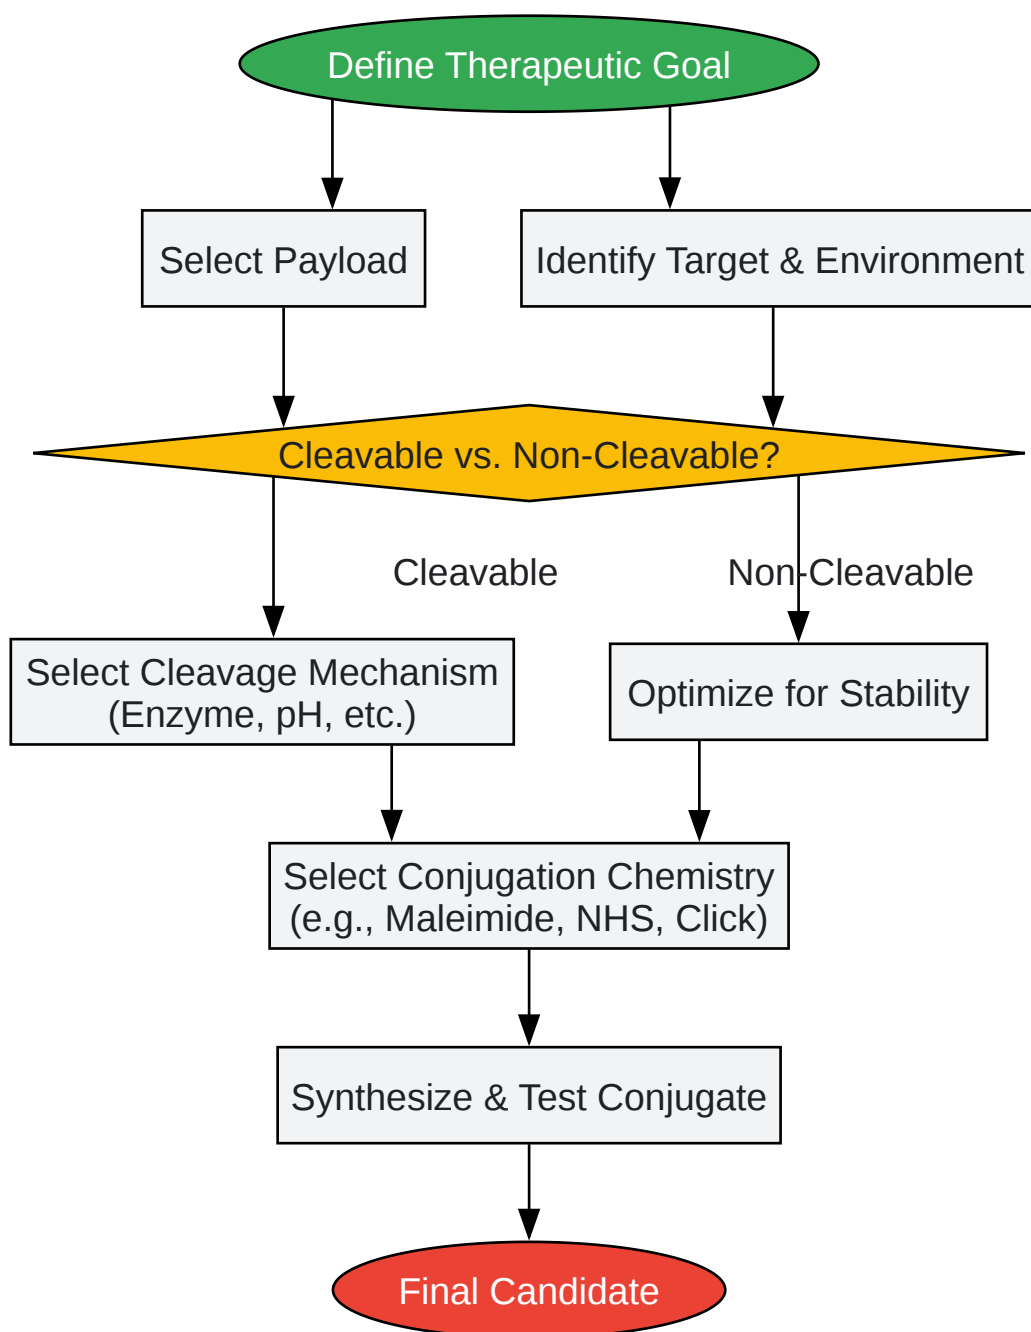 Define Therapeutic Goal
Select Payload
Identify Target & Environment
Cleavable vs. Non-Cleavable?
Cleavable
Non-Cleavable
Select Cleavage Mechanism
(Enzyme, pH, etc.)
Optimize for Stability
Select Conjugation Chemistry
(e.g., Maleimide, NHS, Click)
Synthesize & Test Conjugate
Final Candidate